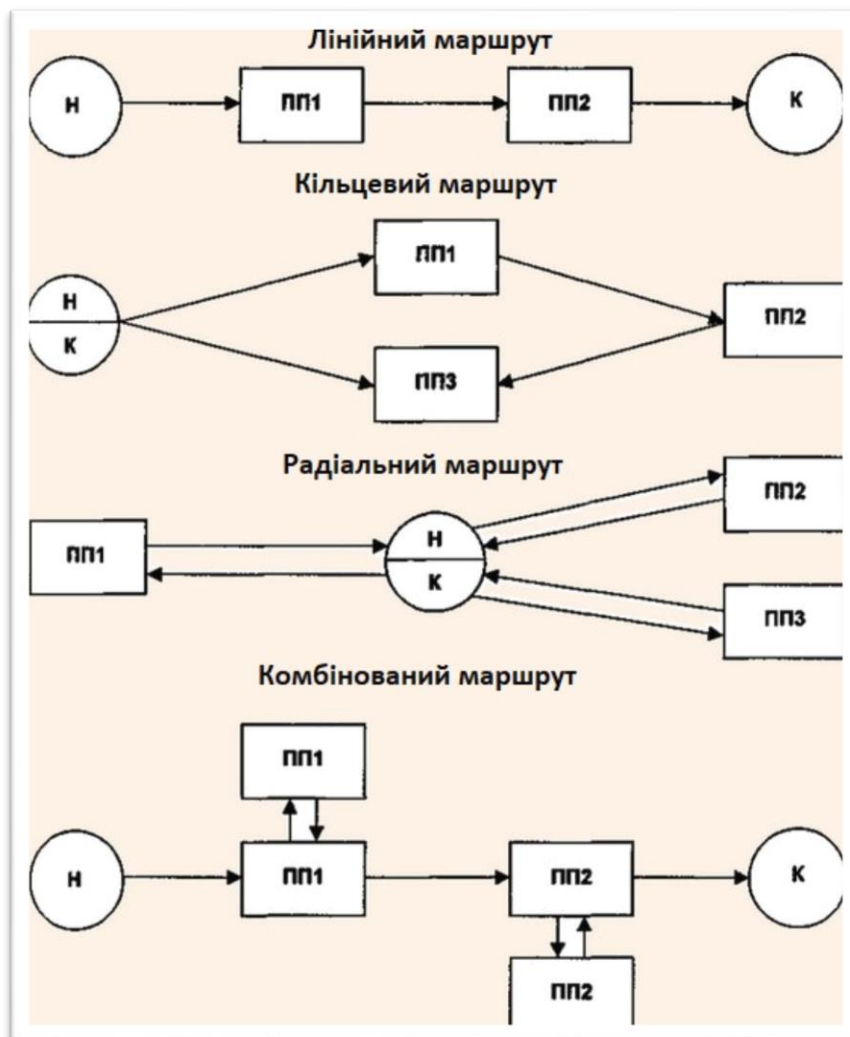 Лінійний маршрут
Н ПП1 ПП2 К
Кільцевий маршрут
ПП1
Н
К
ПП2
ПП3
Радіальний маршрут
ПП2
ПП1
Н
К
ПП3
Комбінований маршрут
ПП1
Н ПП1 ПП2 К
ПП2